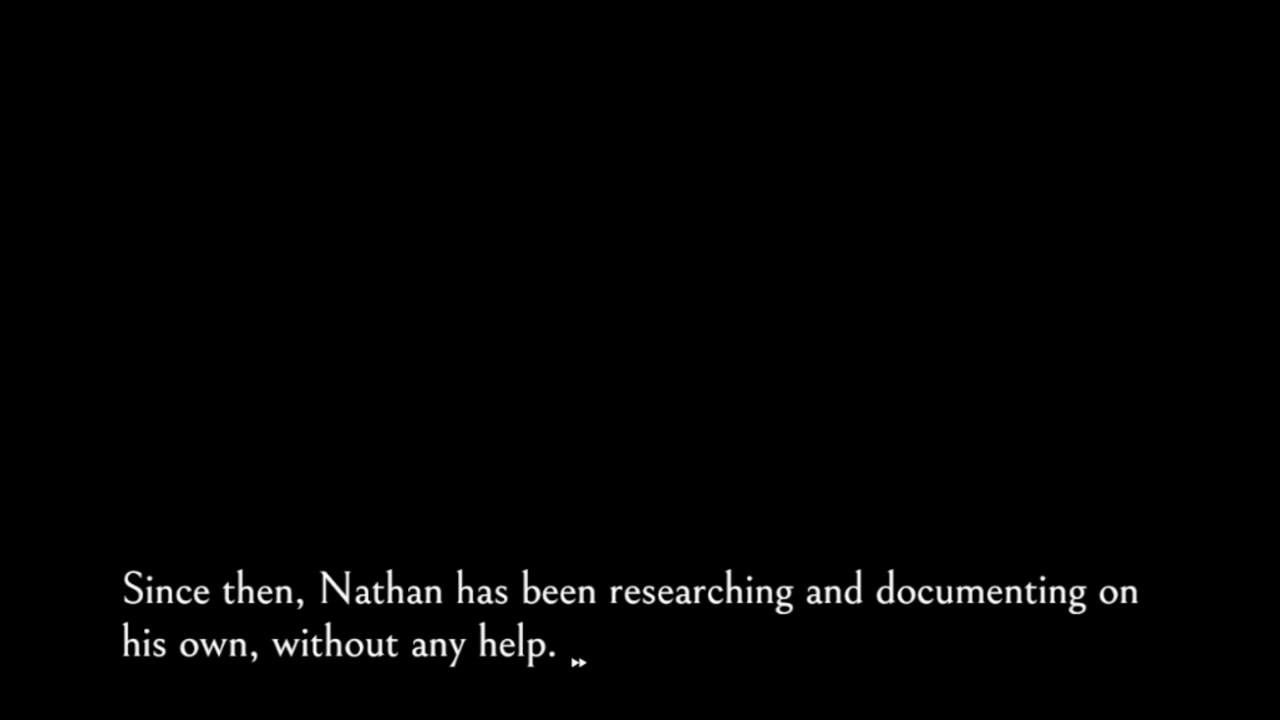 Since then, Nathan has been researching and documenting on
his own, without any help.